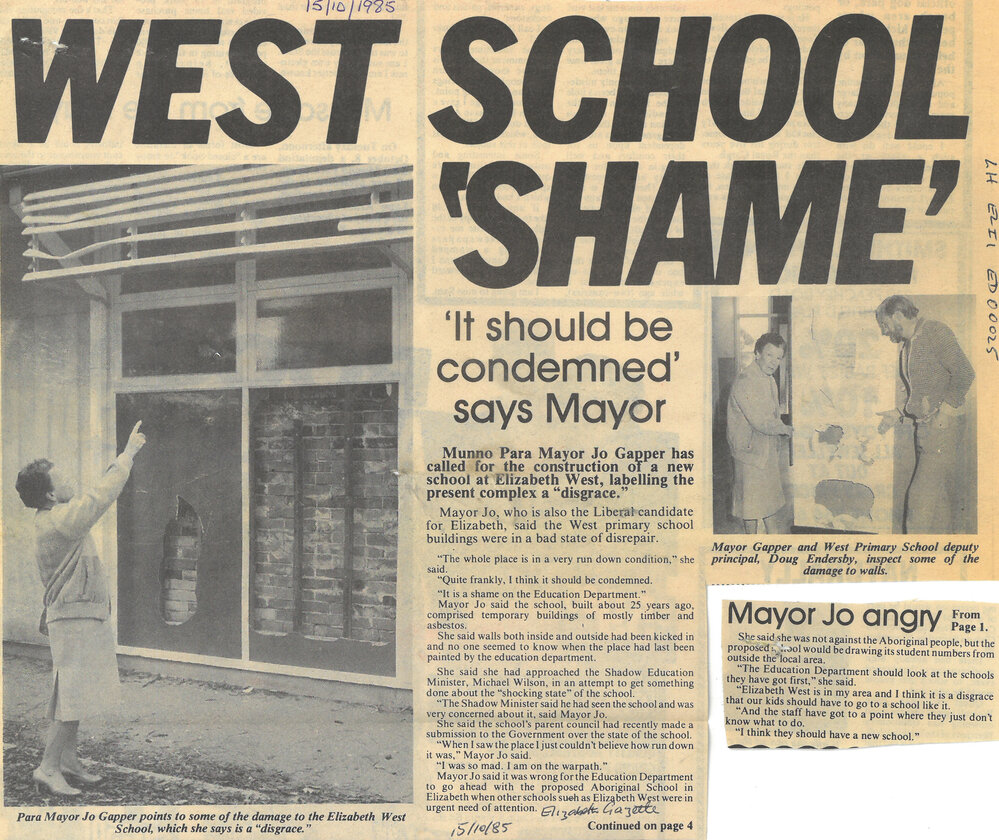 15/10/1985
WEST SCHOOL
'SHAME'
LH ELI1 ED00025
'It should be
condemned'
says Mayor
Munno Para Mayor Jo Gapper has
called for the construction of a new
school at Elizabeth West, labelling the
present complex a "disgrace."
Mayor Jo, who is also the Liberal candidate
for Elizabeth, said the West primary school
buildings were in a bad state of disrepair.
"The whole place is in a very run down condition," she
said.
"Quite frankly, I think it should be condemned.
"It is a shame on the Education Department."
Mayor Jo said the school, built about 25 years ago,
comprised temporary buildings of mostly timber and
asbestos.
She said walls both inside and outside had been kicked in
and no one seemed to know when the place had last been
painted by the education department.
She said she had approached the Shadow Education
Minister, Michael Wilson, in an attempt to get something
done about the "shocking state" of the school.
"The Shadow Minister said he had seen the school and was
very concerned about it, said Mayor Jo.
She said the school's parent council had recently made a
submission to the Government over the state of the school.
"When I saw the place I just couldn't believe how run down
it was," Mayor Jo said.
"I was so mad. I am on the warpath."
Mayor Jo said it was wrong for the Education Department
to go ahead with the proposed Aboriginal School in
Elizabeth when other schools such as Elizabeth West were in
urgent need of attention.
Elizabeth Gazette
15/10/85
Continued on page 4
Para Mayor Jo Gapper points to some of the damage to the Elizabeth West
School, which she says is a "disgrace."
Mayor Gapper and West Primary School deputy
principal, Doug Endersby, inspect some of the
damage to walls.
Mayor Jo angry
From
Page 1.
She said she was not against the Aboriginal people, but the
proposed school would be drawing its student numbers from
outside the local area.
"The Education Department should look at the schools
they have got first," she said.
"Elizabeth West is in my area and I think it is a disgrace
that our kids should have to go to a school like it.
"And the staff have got to a point where they just don't
know what to do.
"I think they should have a new school."